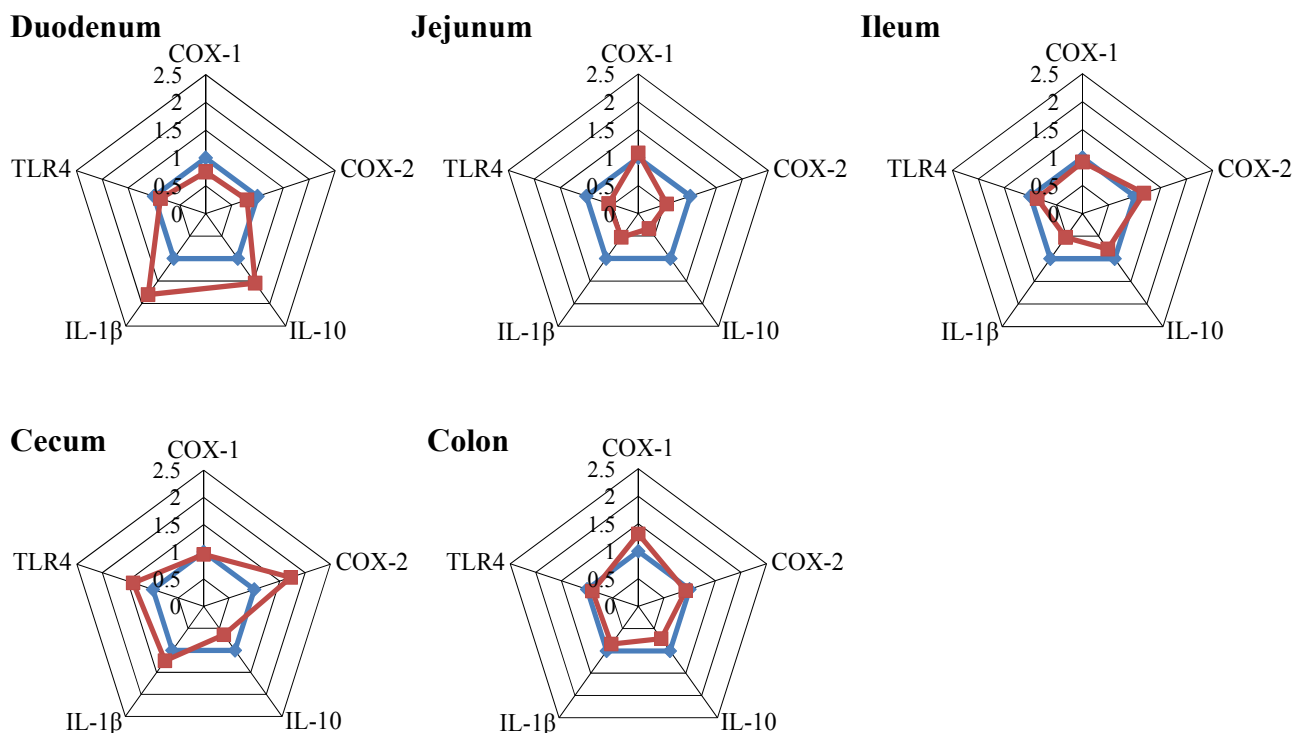 Duodenum
COX-1
2.5
2
1.5
1
0.5
0
TLR4
COX-2
IL-1β
IL-10
Jejunum
COX-1
2.5
2
1.5
1
0.5
0
TLR4
COX-2
IL-1β
IL-10
Ileum
COX-1
2.5
2
1.5
1
0.5
0
TLR4
COX-2
IL-1β
IL-10
Cecum
COX-1
2.5
2
1.5
1
0.5
0
TLR4
COX-2
IL-1β
IL-10
Colon
COX-1
2.5
2
1.5
1
0.5
0
TLR4
COX-2
IL-1β
IL-10